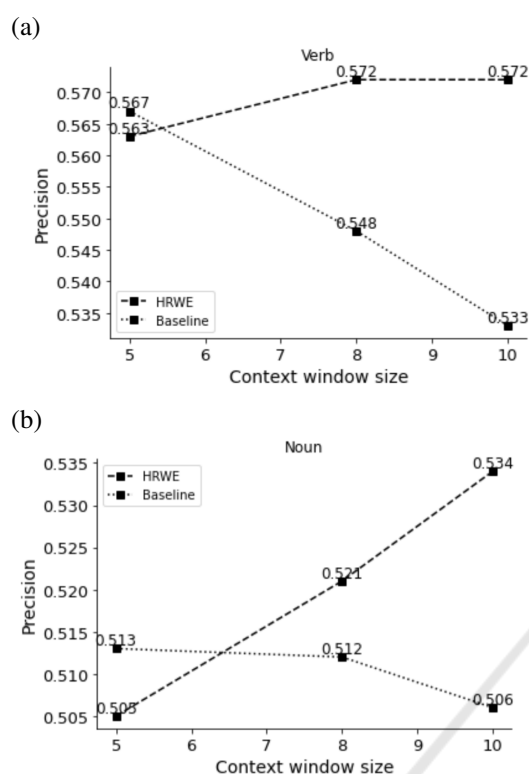 (a)
Verb
0.570
0.565
0.560
0.555
0.550
0.545
0.540
0.535
Precision
0.567
0.563
0.572
0.572
0.548
0.533
HRWE
Baseline
5 6 7 8 9 10
Context window size
(b)
Noun
0.535
0.530
0.525
0.520
0.515
0.510
0.505
Precision
HRWE
Baseline
0.534
0.521
0.513
0.512
0.506
0.505
5 6 7 8 9 10
Context window size